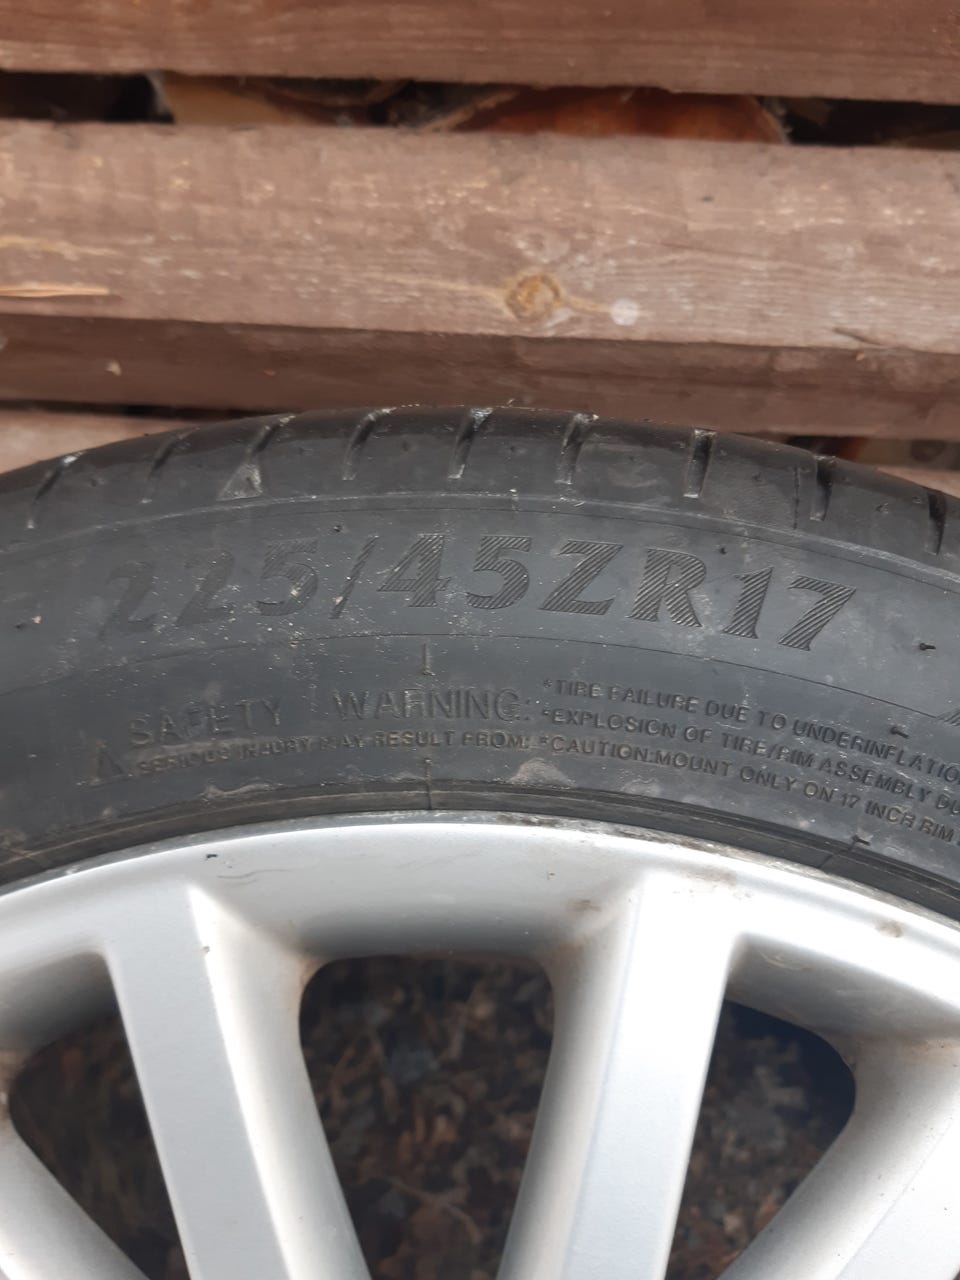 225/45ZR17
SAFETY WARNING:
SERIOUS INJURY MAY RESULT FROM:
*TIRE FAILURE DUE TO UNDERINFLATIO
*EXPLOSION OF TIRE/RIM ASSEMBLY DU
*CAUTION:MOUNT ONLY ON 17 INCH RIM